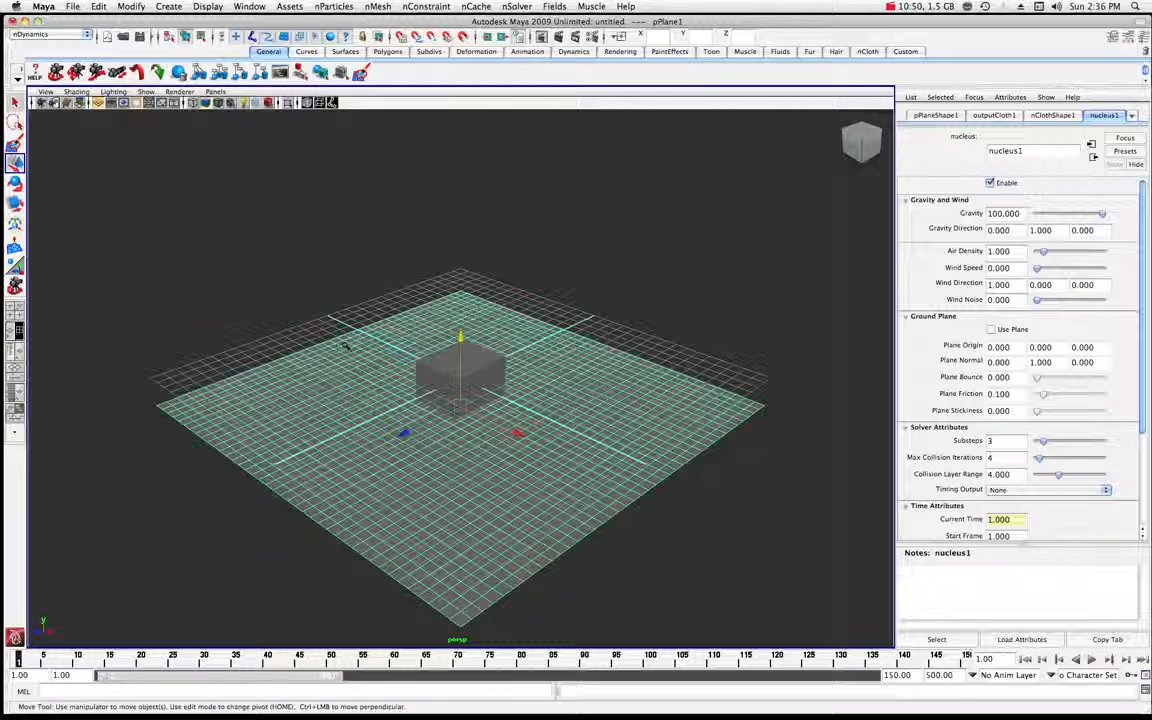 Maya File Edit Modify Create Display Window Assets nParticles nMesh nConstraint nCache nSolver Fields Muscle Help 10:50, 1.5 GB Sun 2:36 PM
Autodesk Maya 2009 Unlimited: untitled --- pPlane1
nDynamics X Y Z
General Curves Surfaces Polygons Subdivs Deformation Animation Dynamics Rendering PaintEffects Toon Muscle Fluids Fur Hair nCloth Custom
HELP
View Shading Lighting Show Renderer Panels
List Selected Focus Attributes Show Help
pPlaneShape1 outputCloth1 nClothShape1 nucleus1
nucleus: nucleus1
Focus
Presets
Show Hide
Enable
Gravity and Wind
Gravity 100.000
Gravity Direction 0.000 1.000 0.000
Air Density 1.000
Wind Speed 0.000
Wind Direction 1.000 0.000 0.000
Wind Noise 0.000
Ground Plane
Use Plane
Plane Origin 0.000 0.000 0.000
Plane Normal 0.000 1.000 0.000
Plane Bounce 0.000
Plane Friction 0.100
Plane Stickiness 0.000
Solver Attributes
Substeps 3
Max Collision Iterations 4
Collision Layer Range 4.000
Timing Output None
Time Attributes
Current Time 1.000
Start Frame 1.000
Notes: nucleus1
Select Load Attributes Copy Tab
y
persp
1 5 10 15 20 25 30 35 40 45 50 55 60 65 70 75 80 85 90 95 100 105 110 115 120 125 130 135 140 145 150 1.00
1.00 1.00 150.00 500.00 No Anim Layer o Character Set
MEL
Move Tool: Use manipulator to move object(s). Use edit mode to change pivot (HOME). Ctrl+LMB to move perpendicular.